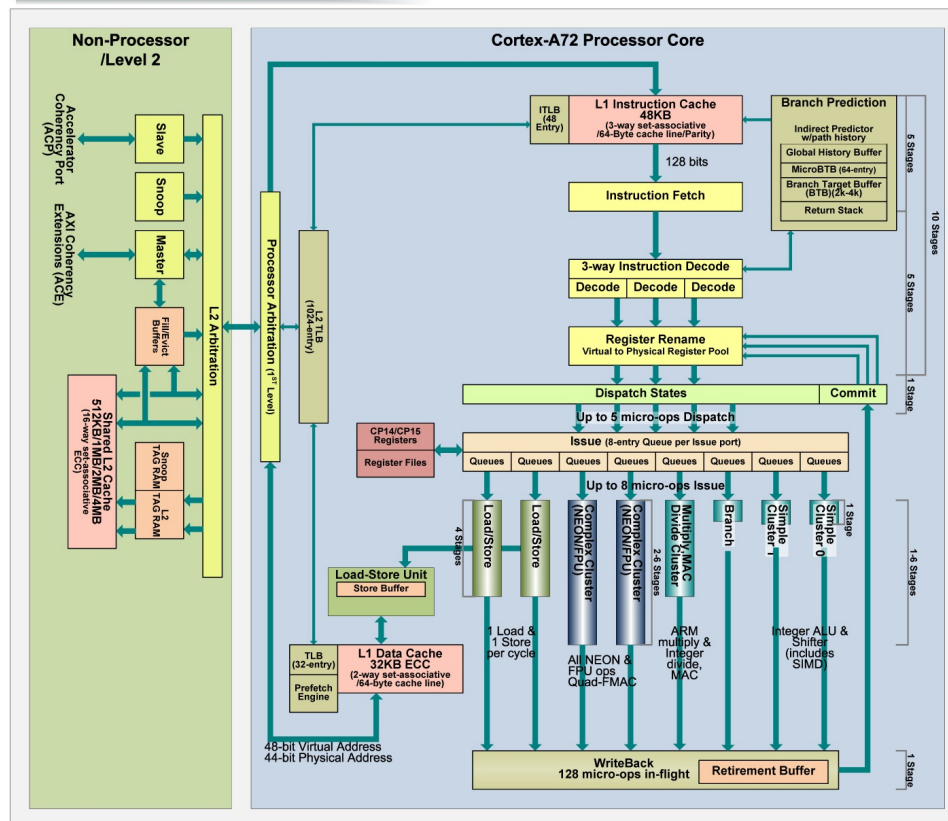 Non-Processor
/Level 2
Accelerator
Coherency Port
(ACP)
AXI Coherency
Extensions (ACE)
Slave
Snoop
Master
Fill/Evict
Buffers
L2 Arbitration
Shared L2 Cache
512KB/1MB/2MB/4MB
(16-way set-associative
ECC)
Snoop
TAG RAM
L2
TAG RAM
Cortex-A72 Processor Core
Processor Arbitration (1ST Level)
L2 TLB
(1024-entry)
ITLB
(48
Entry)
L1 Instruction Cache
48KB
(3-way set-associative
/64-Byte cache line/Parity)
128 bits
Instruction Fetch
Branch Prediction
Indirect Predictor
w/path history
Global History Buffer
MicroBTB (64-entry)
Branch Target Buffer
(BTB)(2k-4k)
Return Stack
5 Stages
5 Stages
10 Stages
3-way Instruction Decode
Decode Decode Decode
Register Rename
Virtual to Physical Register Pool
Dispatch States
Commit
1
Stage
Up to 5 micro-ops Dispatch
CP14/CP15
Registers
Register Files
Issue (8-entry Queue per Issue port)
Queues Queues Queues Queues Queues Queues Queues Queues
Up to 8 micro-ops Issue
4 Stages
Load/Store
Load/Store
Complex Cluster
(NEON/FPU)
Complex Cluster
(NEON/FPU)
2-6 Stages
Multiply,MAC
Divide Cluster
Branch
Simple
Cluster 1
Simple
Cluster 0
1 Stage
1-6 Stages
Load-Store Unit
Store Buffer
TLB
(32-entry)
Prefetch
Engine
L1 Data Cache
32KB ECC
(2-way set-associative
/64-byte cache line)
1 Load &
1 Store
per cycle
All NEON &
FPU ops
Quad-FMAC
ARM
multiply &
Integer
divide,
MAC
Integer ALU &
Shifter
(includes
SIMD)
48-bit Virtual Address
44-bit Physical Address
WriteBack
128 micro-ops in-flight
Retirement Buffer
1
Stage